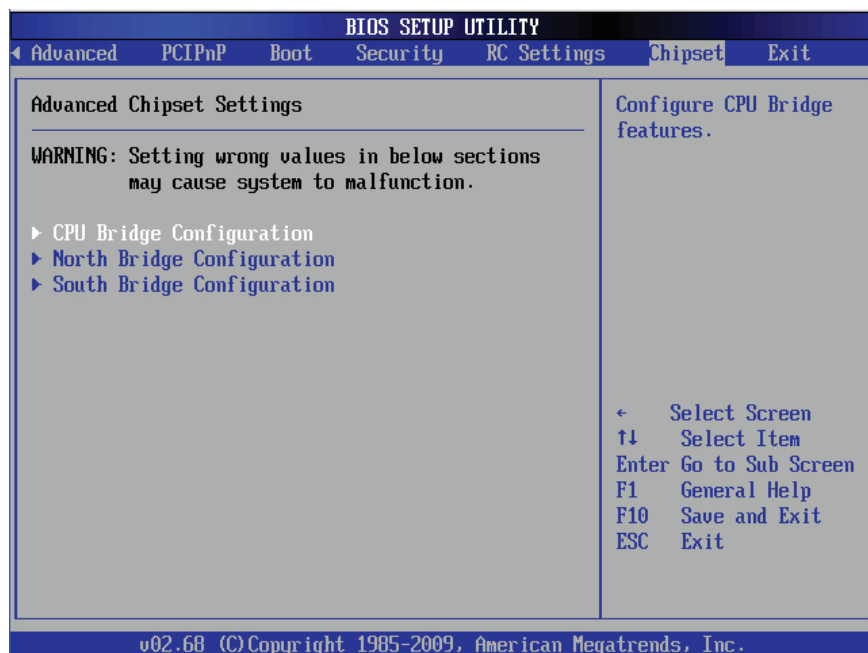 BIOS SETUP UTILITY
Advanced PCIPnP Boot Security RC Settings Chipset Exit
Advanced Chipset Settings
WARNING: Setting wrong values in below sections
may cause system to malfunction.
CPU Bridge Configuration
North Bridge Configuration
South Bridge Configuration
Configure CPU Bridge
features.
← Select Screen
↑↓ Select Item
Enter Go to Sub Screen
F1 General Help
F10 Save and Exit
ESC Exit
v02.68 (C)Copyright 1985-2009, American Megatrends, Inc.